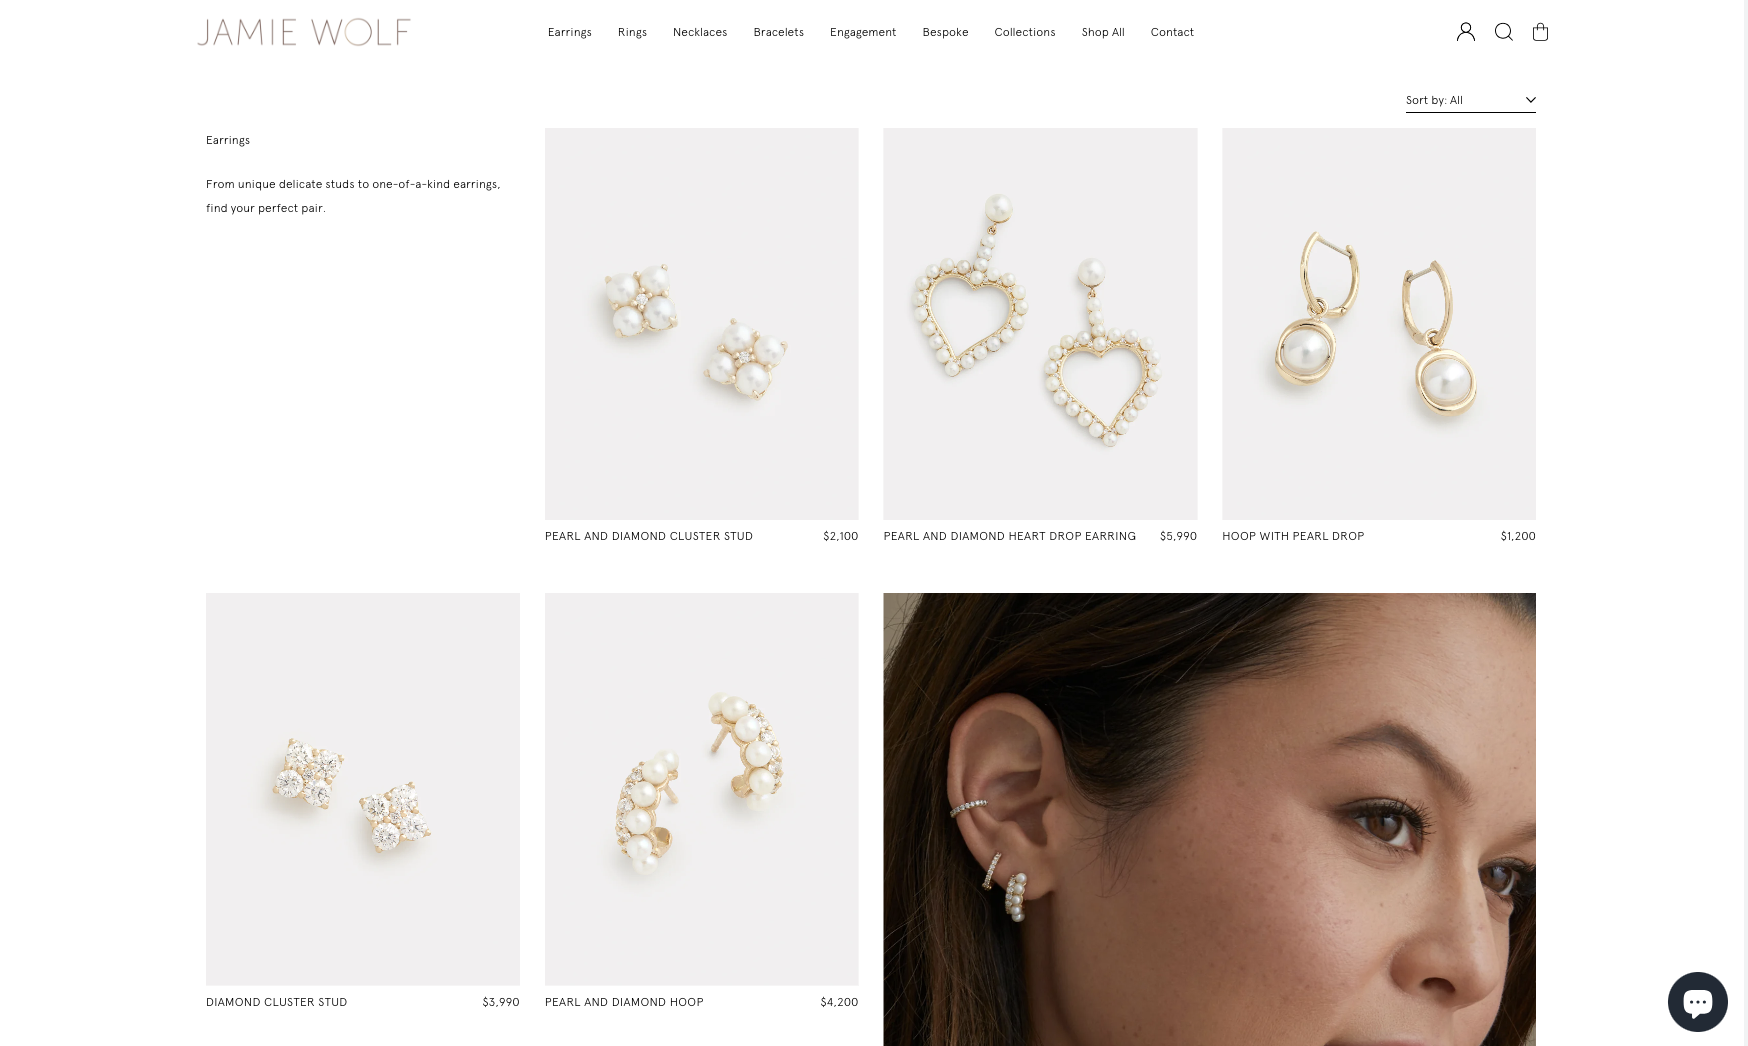 JAMIE WOLF
Earrings Rings Necklaces Bracelets Engagement Bespoke Collections Shop All Contact
Sort by: All
Earrings
From unique delicate studs to one-of-a-kind earrings,
find your perfect pair.
PEARL AND DIAMOND CLUSTER STUD $2,100
PEARL AND DIAMOND HEART DROP EARRING $5,990
HOOP WITH PEARL DROP $1,200
DIAMOND CLUSTER STUD $3,990
PEARL AND DIAMOND HOOP $4,200